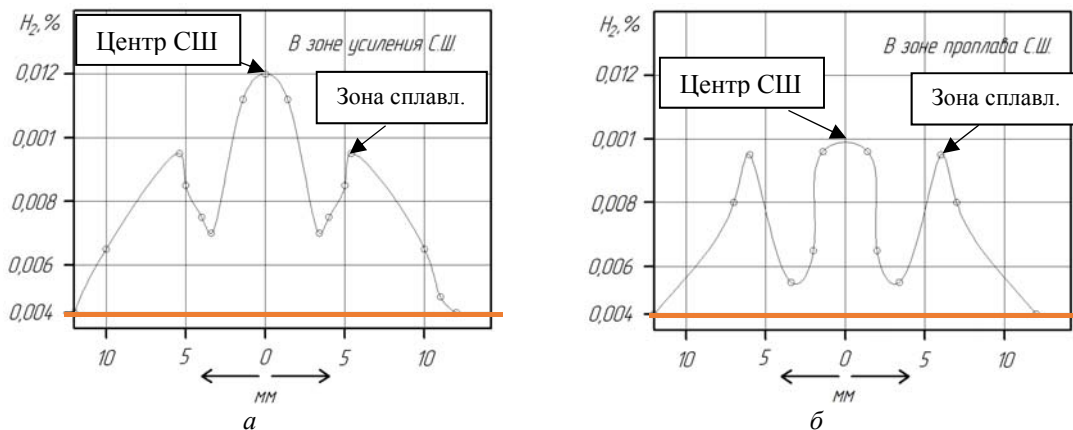 H₂,%
Центр СШ
В зоне усиления С.Ш.
0,012
Зона сплавл.
0,001
0,008
0,006
0,004
10 5 0 5 10
мм
а
H₂,%
В зоне проплава С.Ш.
0,012
Центр СШ
Зона сплавл.
0,001
0,008
0,006
0,004
10 5 0 5 10
мм
б